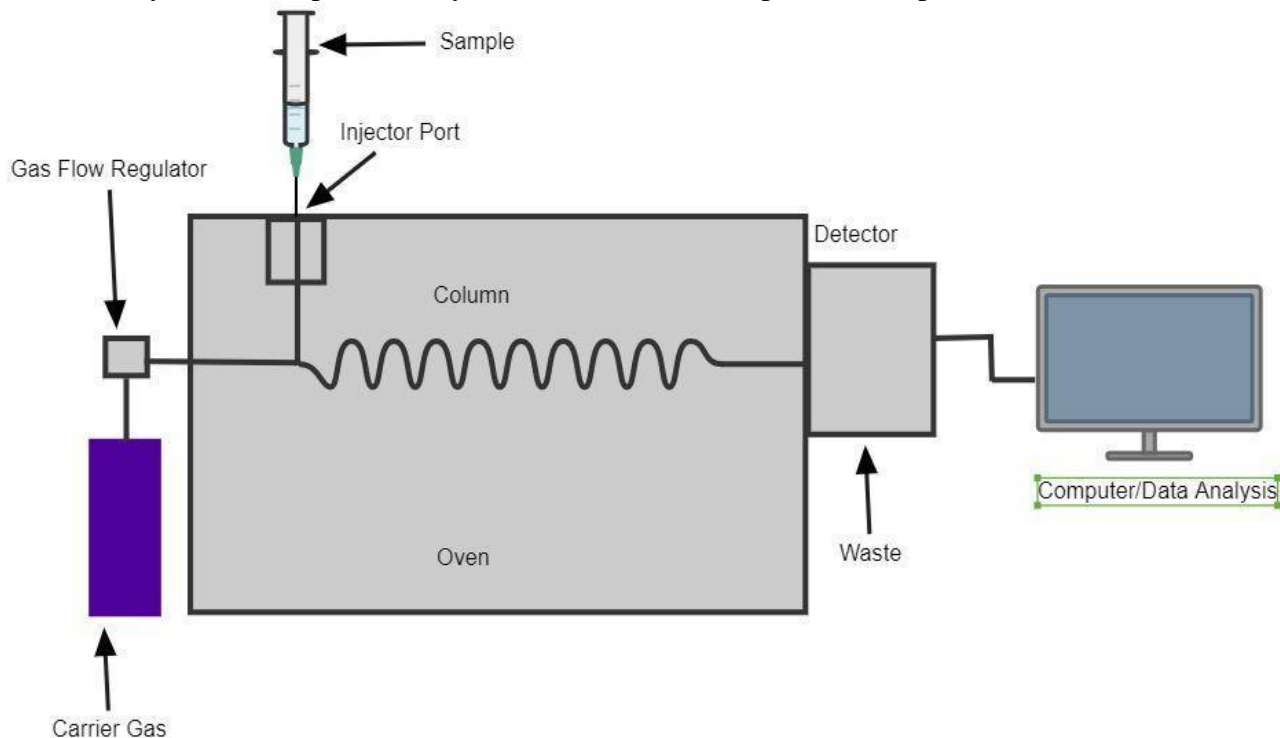 Sample
Injector Port
Gas Flow Regulator
Detector
Column
Computer/Data Analysis
Waste
Oven
Carrier Gas